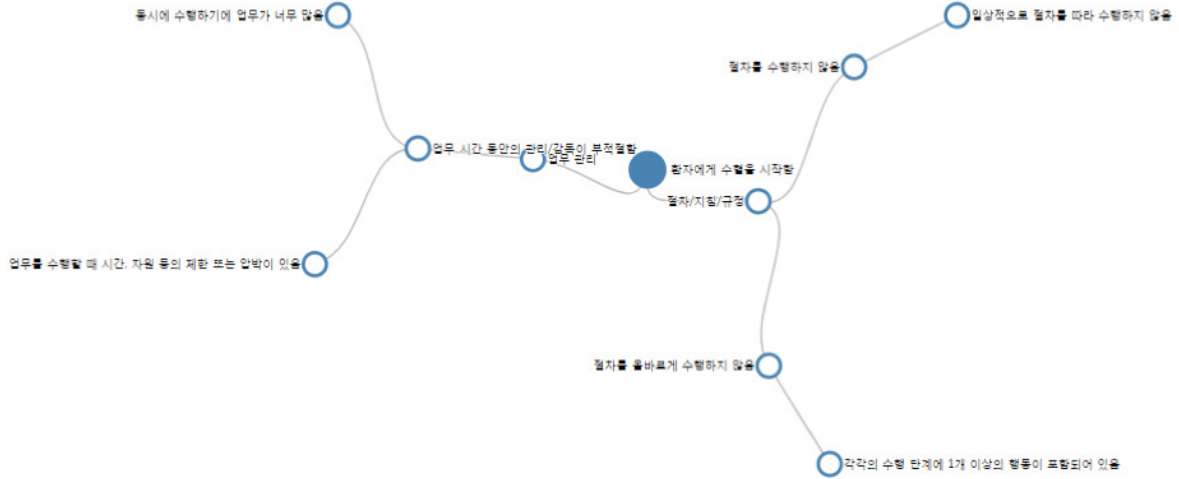 동시에 수행하기에 업무가 너무 많음
일상적으로 절차를 따라 수행하지 않음
절차를 수행하지 않음
업무 시간 동안의 관리/감독이 부적절함
업무 관리
환자에게 수혈을 시작함
절차/지침/규정
업무를 수행할 때 시간, 자원 등의 제한 또는 압박이 있음
절차를 올바르게 수행하지 않음
각각의 수행 단계에 1개 이상의 행동이 포함되어 있음